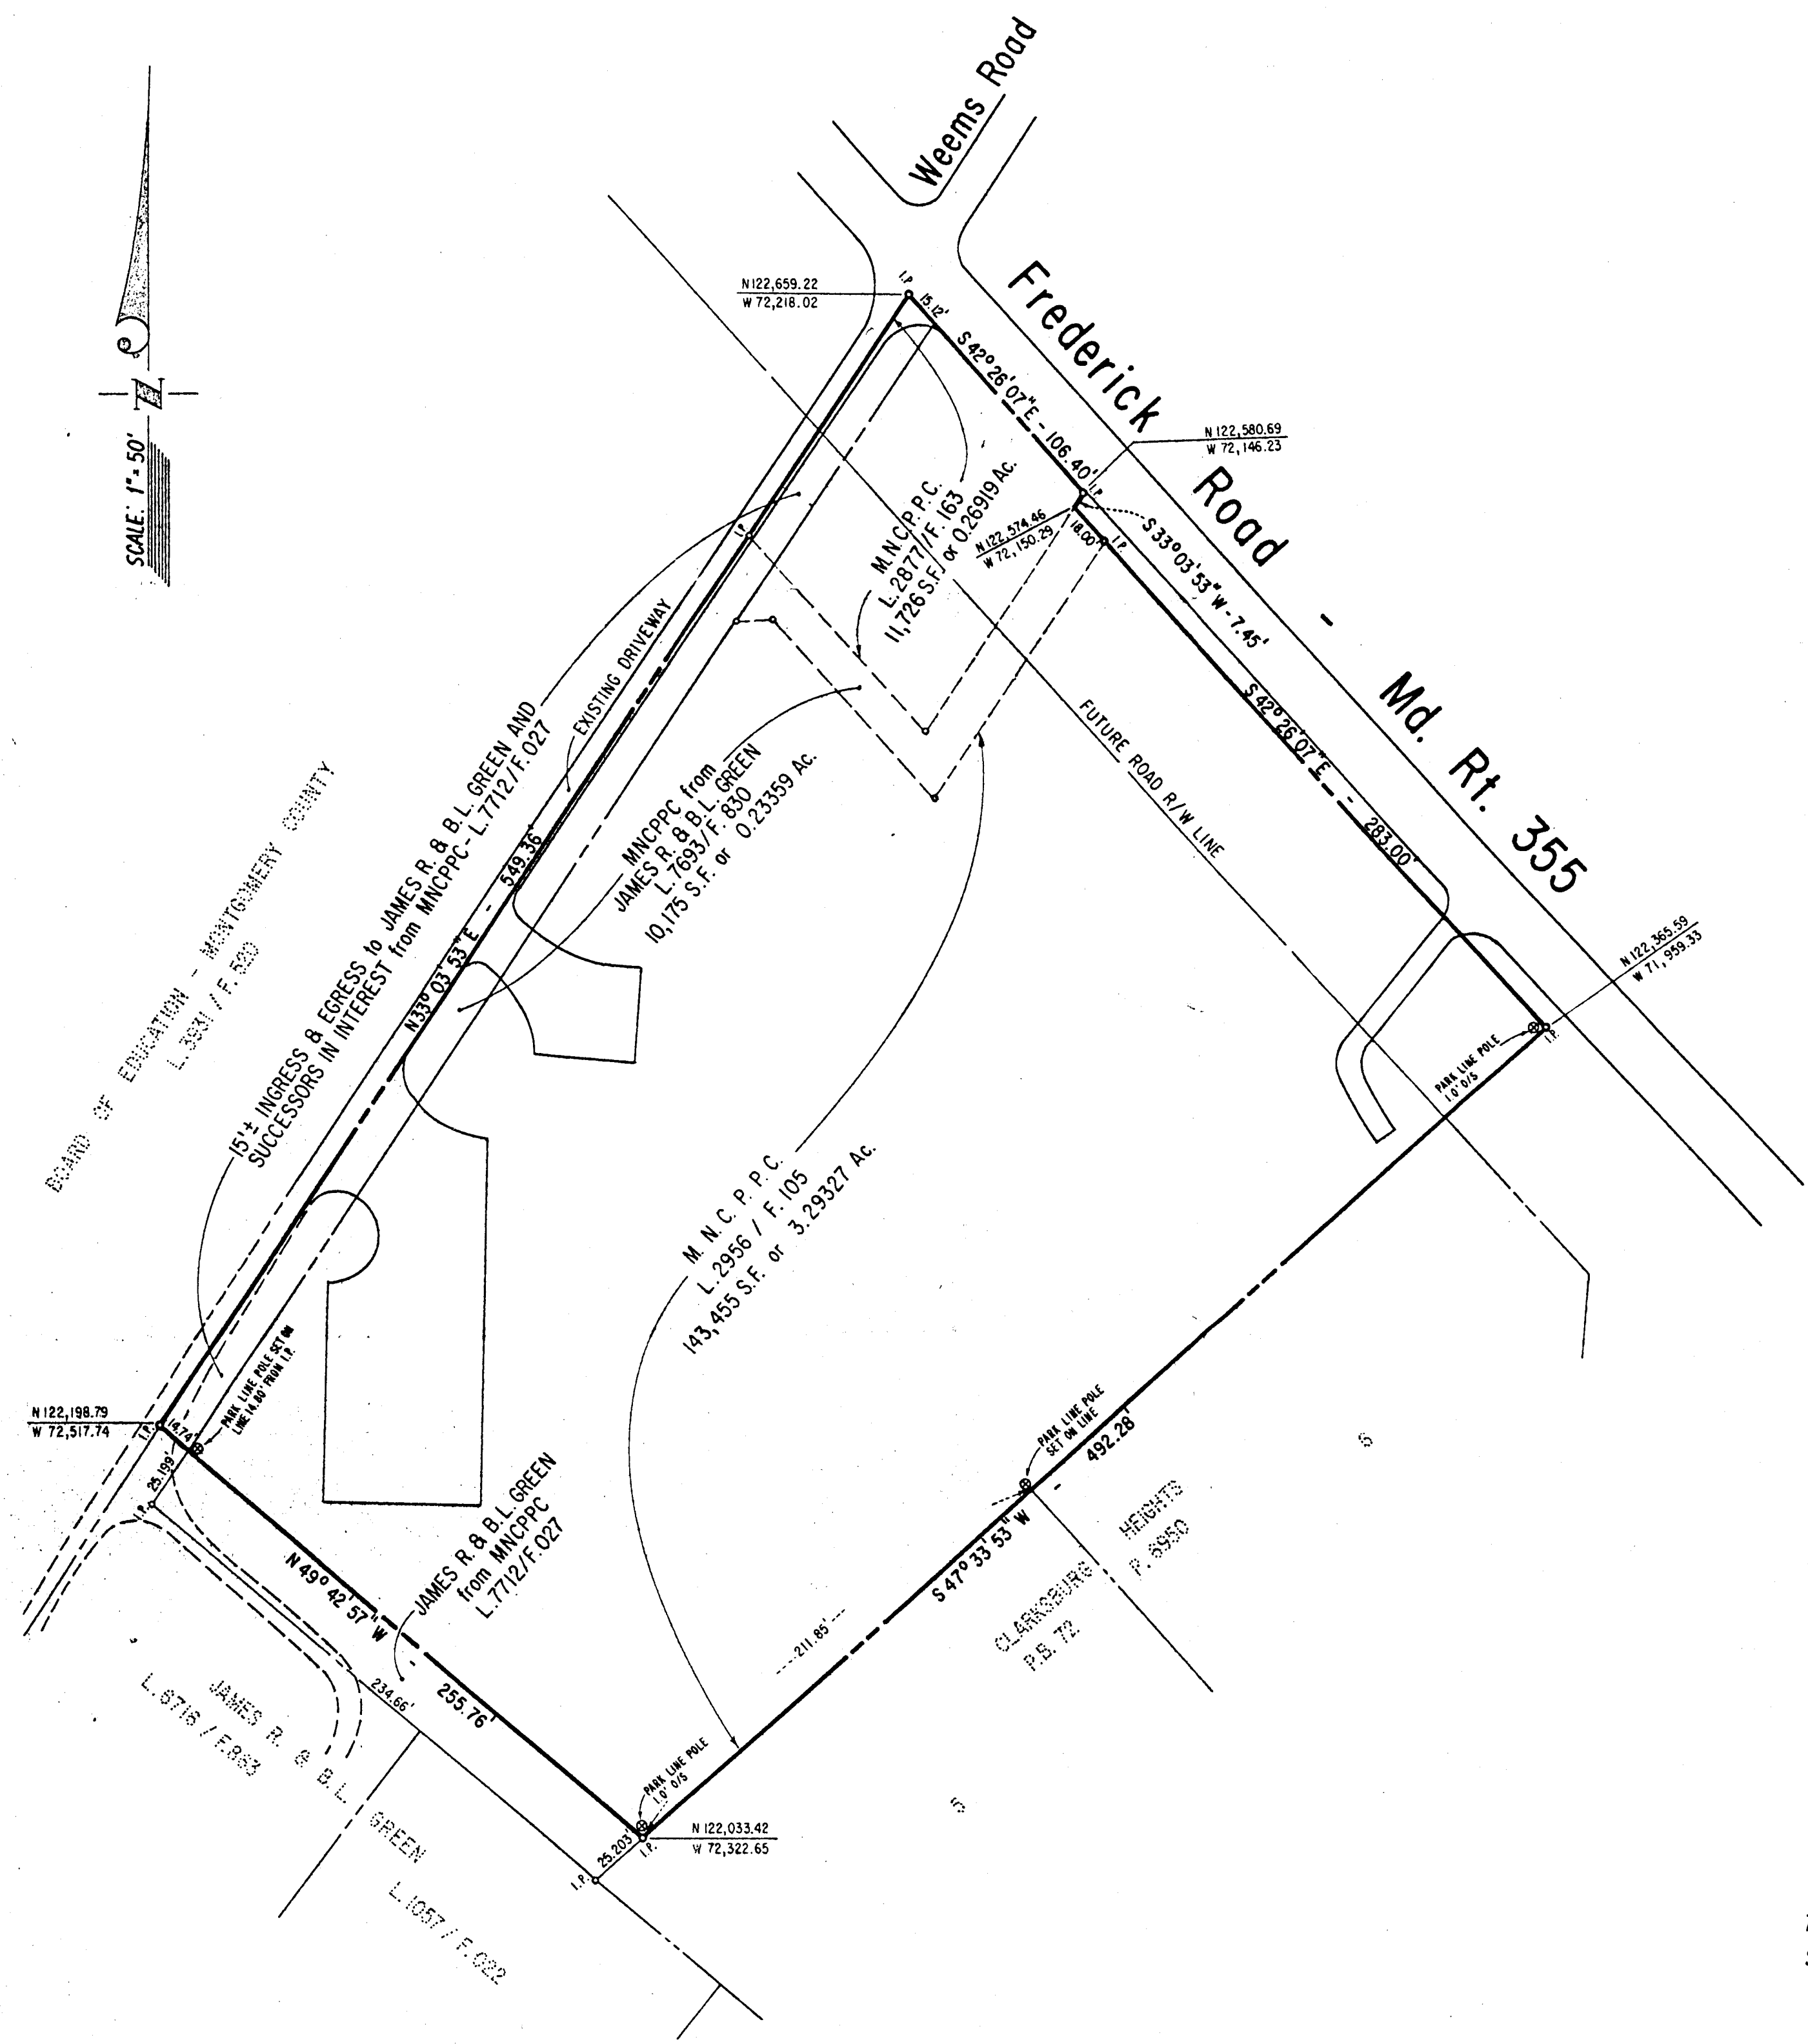 Weems Road
Frederick Road - Md. Rt. 355
SCALE: 1" = 50'
N
N 122,659.22
W 72,218.02
I.P.
15.12'
S 42° 26' 07" E - 106.40'
I.P.
N 122,580.69
W 72,146.23
N 122,574.46
W 72,150.29
18.00'
I.P.
S 33° 03' 53" W - 7.45'
M.N.C.P.P.C.
L. 2877 / F. 163
11,726 S.F. or 0.26919 Ac.
I.P.
S 42° 26' 07" E - 283.00'
FUTURE ROAD R/W LINE
EXISTING DRIVEWAY
MNCPPC from
JAMES R. & B.L. GREEN
L. 7693 / F. 830
10,175 S.F. or 0.23359 Ac.
N 122,365.59
W 71,959.33
I.P.
PARK LINE POLE
1.0' O/S
BOARD OF EDUCATION - MONTGOMERY COUNTY
L. 3931 / F. 520
15'± INGRESS & EGRESS to JAMES R. & B.L. GREEN AND
SUCCESSORS IN INTEREST from MNCPPC - L. 7712 / F. 027
N 33° 03' 53" E - 549.36'
M. N. C. P. P. C.
L. 2956 / F. 105
143,455 S.F. or 3.29327 Ac.
PARK LINE POLE SET ON
LINE 14.80' FROM I.P.
N 122,198.79
W 72,517.74
I.P.
14.74'
25.199'
I.P.
N 49° 42' 57" W - 255.76'
JAMES R. & B.L. GREEN
from MNCPPC
L. 7712 / F. 027
PARK LINE POLE
SET ON LINE
S 47° 33' 53" W - 492.28'
6
CLARKSBURG HEIGHTS
P.B. 72 P. 6950
211.85'
234.66'
JAMES R. & B.L. GREEN
L. 6716 / F. 863
L. 1057 / F. 022
PARK LINE POLE
1.0' O/S
N 122,033.42
W 72,322.65
I.P.
25.203'
I.P.
5